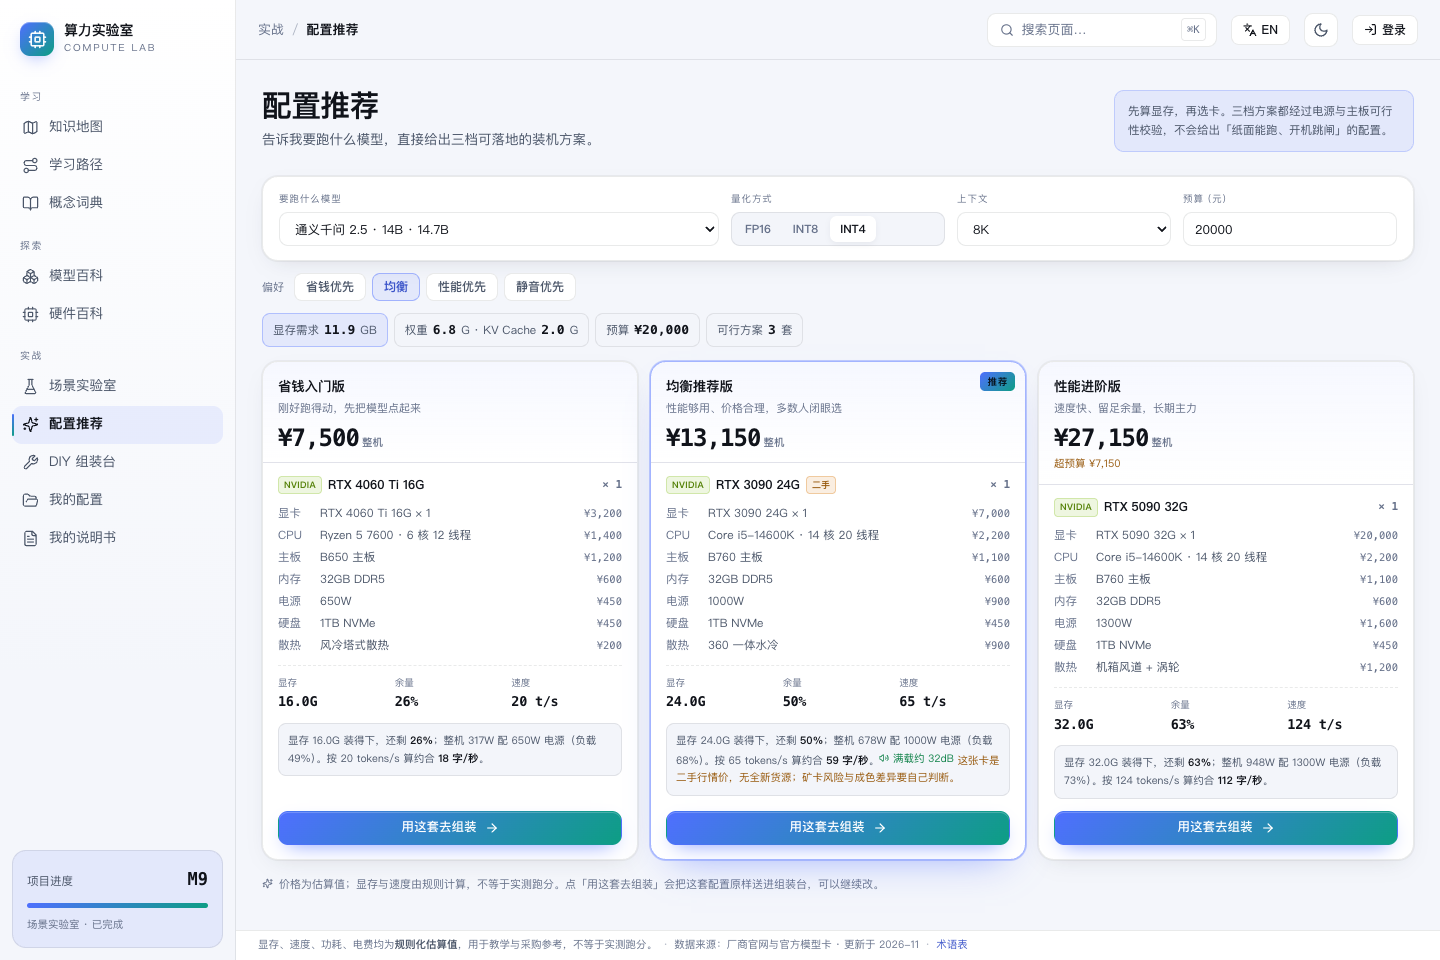 算力实验室
COMPUTE LAB
学习
知识地图
学习路径
概念词典
探索
模型百科
硬件百科
实战
场景实验室
配置推荐
DIY 组装台
我的配置
我的说明书
项目进度 M9
场景实验室 · 已完成
实战 / 配置推荐
搜索页面… ⌘K
EN
登录
配置推荐
告诉我要跑什么模型，直接给出三档可落地的装机方案。
先算显存，再选卡。三档方案都经过电源与主板可行
性校验，不会给出「纸面能跑、开机跳闸」的配置。
要跑什么模型 量化方式 上下文 预算 (元)
通义千问 2.5 · 14B · 14.7B FP16 INT8 INT4 8K 20000
偏好 省钱优先 均衡 性能优先 静音优先
显存需求 11.9 GB 权重 6.8 G · KV Cache 2.0 G 预算 ¥20,000 可行方案 3 套
省钱入门版
刚好跑得动，先把模型点起来
¥7,500 整机
NVIDIA RTX 4060 Ti 16G × 1
显卡 RTX 4060 Ti 16G × 1 ¥3,200
CPU Ryzen 5 7600 · 6 核 12 线程 ¥1,400
主板 B650 主板 ¥1,200
内存 32GB DDR5 ¥600
电源 650W ¥450
硬盘 1TB NVMe ¥450
散热 风冷塔式散热 ¥200
显存 余量 速度
16.0G 26% 20 t/s
显存 16.0G 装得下，还剩 26%；整机 317W 配 650W 电源（负载
49%）。按 20 tokens/s 算约合 18 字/秒。
用这套去组装
均衡推荐版 推荐
性能够用、价格合理，多数人闭眼选
¥13,150 整机
NVIDIA RTX 3090 24G 二手 × 1
显卡 RTX 3090 24G × 1 ¥7,000
CPU Core i5-14600K · 14 核 20 线程 ¥2,200
主板 B760 主板 ¥1,100
内存 32GB DDR5 ¥600
电源 1000W ¥900
硬盘 1TB NVMe ¥450
散热 360 一体水冷 ¥900
显存 余量 速度
24.0G 50% 65 t/s
显存 24.0G 装得下，还剩 50%；整机 678W 配 1000W 电源（负载
68%）。按 65 tokens/s 算约合 59 字/秒。 满载约 32dB 这张卡是
二手行情价，无全新货源；矿卡风险与成色差异要自己判断。
用这套去组装
性能进阶版
速度快、留足余量，长期主力
¥27,150 整机
超预算 ¥7,150
NVIDIA RTX 5090 32G × 1
显卡 RTX 5090 32G × 1 ¥20,000
CPU Core i5-14600K · 14 核 20 线程 ¥2,200
主板 B760 主板 ¥1,100
内存 32GB DDR5 ¥600
电源 1300W ¥1,600
硬盘 1TB NVMe ¥450
散热 机箱风道 + 涡轮 ¥1,200
显存 余量 速度
32.0G 63% 124 t/s
显存 32.0G 装得下，还剩 63%；整机 948W 配 1300W 电源（负载
73%）。按 124 tokens/s 算约合 112 字/秒。
用这套去组装
价格为估算值；显存与速度由规则计算，不等于实测跑分。点「用这套去组装」会把这套配置原样送进组装台，可以继续改。
显存、速度、功耗、电费均为规则化估算值，用于教学与采购参考，不等于实测跑分。 · 数据来源：厂商官网与官方模型卡 · 更新于 2026-11 · 术语表